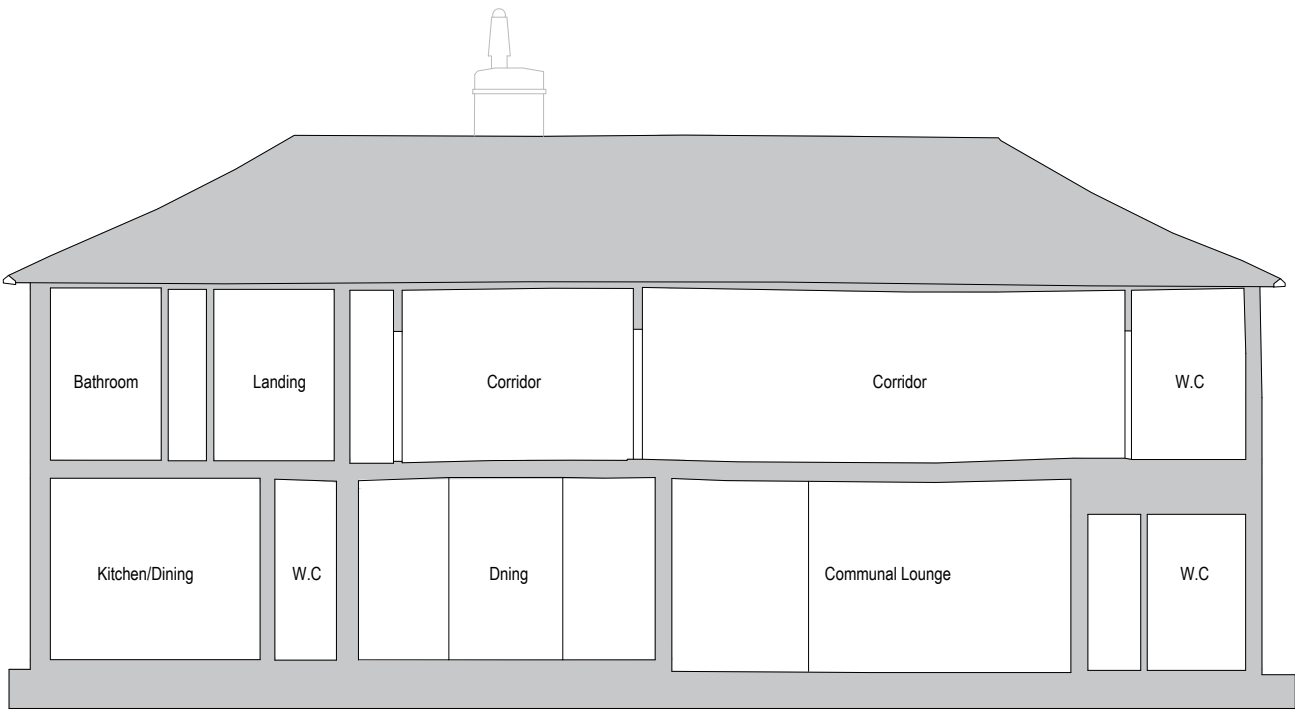 Bathroom
Landing
Corridor
Corridor
W.C
Kitchen/Dining
W.C
Dning
Communal Lounge
W.C